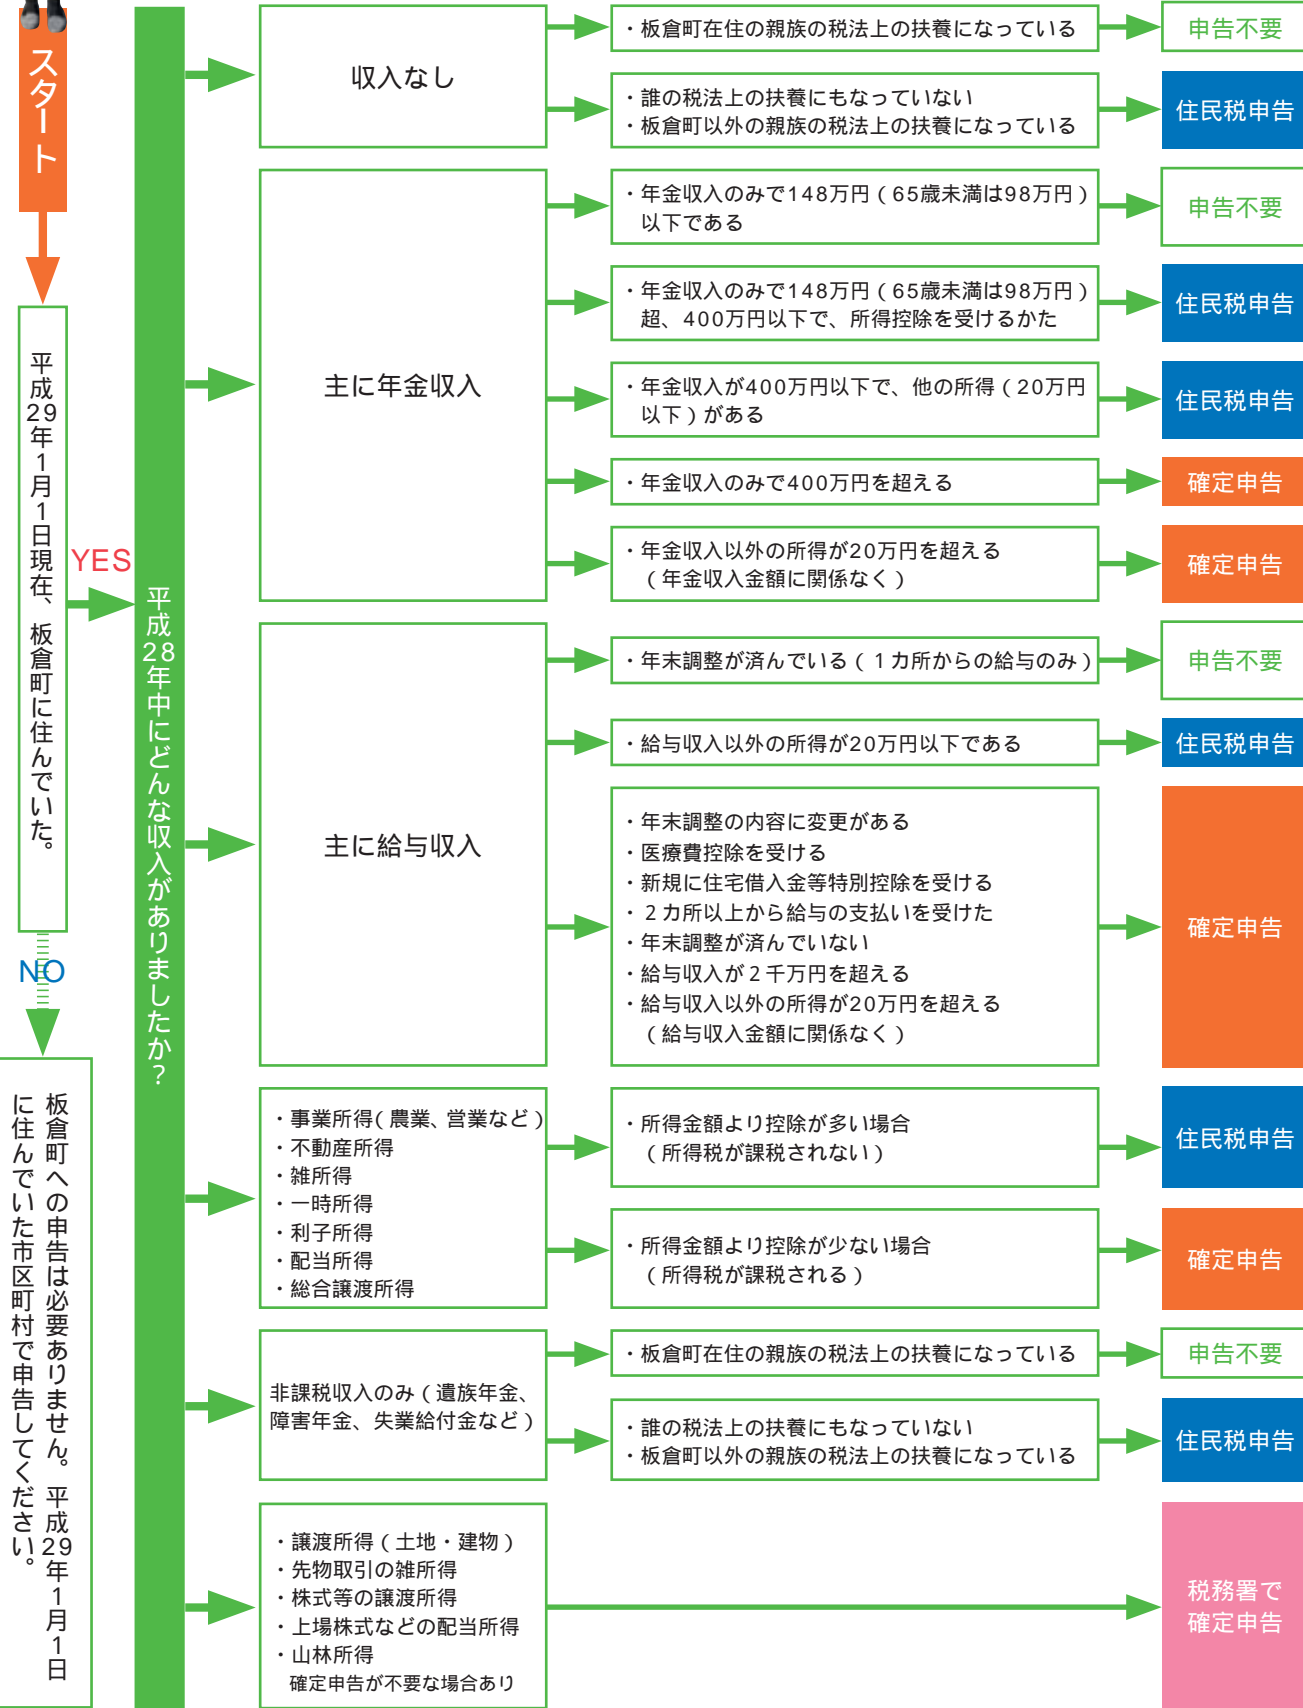 スタート
平成29年1月1日現在、板倉町に住んでいた。
YES
NO
板倉町への申告は必要ありません。平成29年1月1日
に住んでいた市区町村で申告してください。
平成28年中にどんな収入がありましたか？
収入なし
・板倉町在住の親族の税法上の扶養になっている
申告不要
・誰の税法上の扶養にもなっていない
・板倉町以外の親族の税法上の扶養になっている
住民税申告
主に年金収入
・年金収入のみで148万円（65歳未満は98万円）
以下である
申告不要
・年金収入のみで148万円（65歳未満は98万円）
超、400万円以下で、所得控除を受けるかた
住民税申告
・年金収入が400万円以下で、他の所得（20万円
以下）がある
住民税申告
・年金収入のみで400万円を超える
確定申告
・年金収入以外の所得が20万円を超える
（年金収入金額に関係なく）
確定申告
主に給与収入
・年末調整が済んでいる（1カ所からの給与のみ）
申告不要
・給与収入以外の所得が20万円以下である
住民税申告
・年末調整の内容に変更がある
・医療費控除を受ける
・新規に住宅借入金等特別控除を受ける
・２カ所以上から給与の支払いを受けた
・年末調整が済んでいない
・給与収入が２千万円を超える
・給与収入以外の所得が20万円を超える
（給与収入金額に関係なく）
確定申告
・事業所得（農業、営業など）
・不動産所得
・雑所得
・一時所得
・利子所得
・配当所得
・総合譲渡所得
・所得金額より控除が多い場合
（所得税が課税されない）
住民税申告
・所得金額より控除が少ない場合
（所得税が課税される）
確定申告
非課税収入のみ（遺族年金、
障害年金、失業給付金など）
・板倉町在住の親族の税法上の扶養になっている
申告不要
・誰の税法上の扶養にもなっていない
・板倉町以外の親族の税法上の扶養になっている
住民税申告
・譲渡所得（土地・建物）
・先物取引の雑所得
・株式等の譲渡所得
・上場株式などの配当所得
・山林所得
確定申告が不要な場合あり
税務署で
確定申告